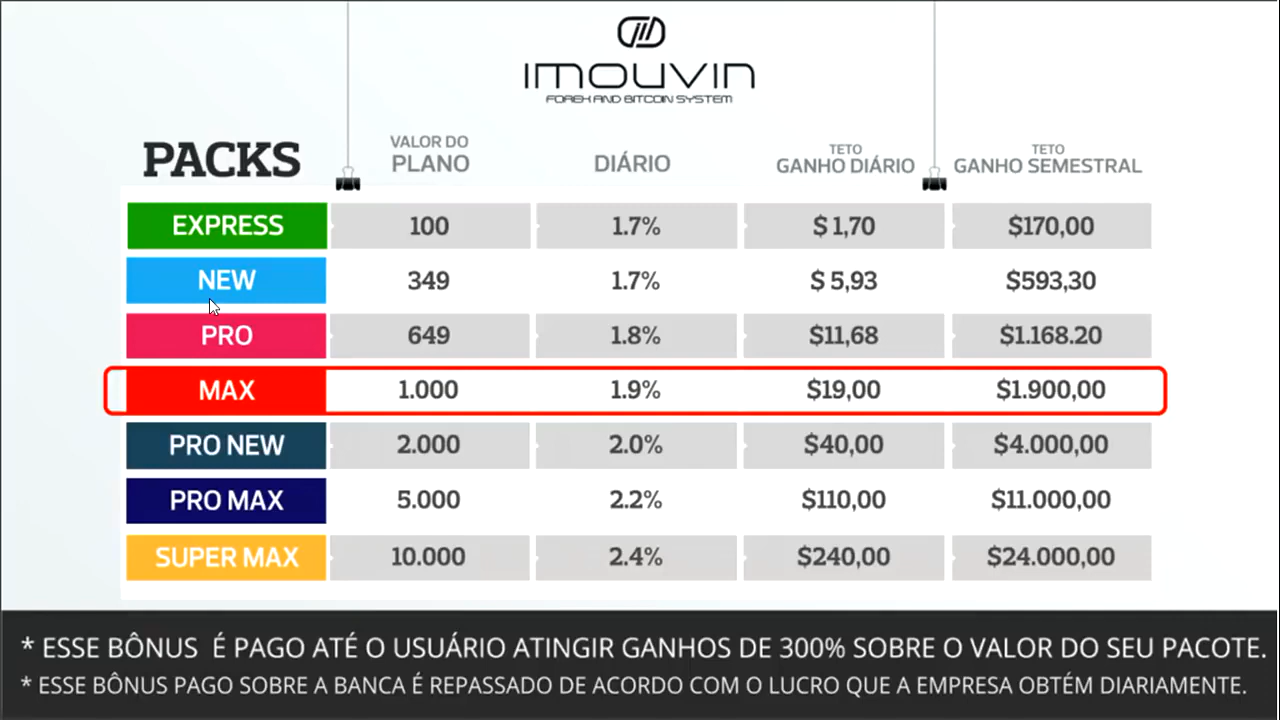 IMOUVIN
FOREX AND BITCOIN SYSTEM
PACKS
VALOR DO
PLANO
DIÁRIO
TETO
GANHO DIÁRIO
TETO
GANHO SEMESTRAL
EXPRESS 100 1.7% $ 1,70 $170,00
NEW 349 1.7% $ 5,93 $593,30
PRO 649 1.8% $11,68 $1.168.20
MAX 1.000 1.9% $19,00 $1.900,00
PRO NEW 2.000 2.0% $40,00 $4.000,00
PRO MAX 5.000 2.2% $110,00 $11.000,00
SUPER MAX 10.000 2.4% $240,00 $24.000,00
* ESSE BÔNUS É PAGO ATÉ O USUÁRIO ATINGIR GANHOS DE 300% SOBRE O VALOR DO SEU PACOTE.
* ESSE BÔNUS PAGO SOBRE A BANCA É REPASSADO DE ACORDO COM O LUCRO QUE A EMPRESA OBTÉM DIARIAMENTE.